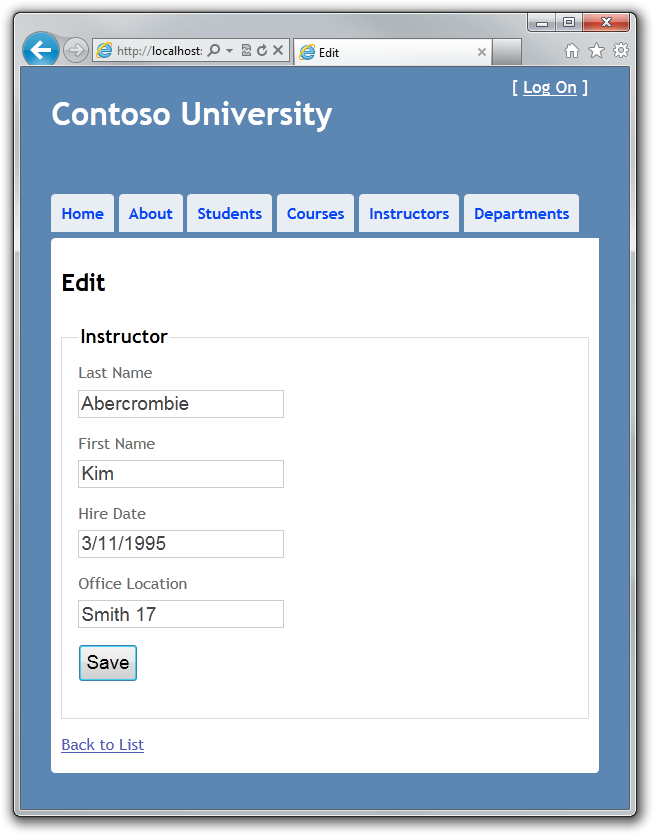 http://localhost:
Edit
[ Log On ]
Contoso University
Home About Students Courses Instructors Departments
Edit
Instructor
Last Name
Abercrombie
First Name
Kim
Hire Date
3/11/1995
Office Location
Smith 17
Save
Back to List